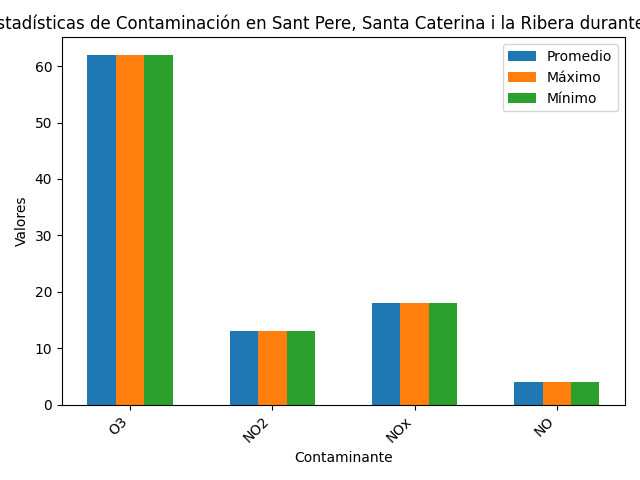 stadísticas de Contaminación en Sant Pere, Santa Caterina i la Ribera durante
Promedio
Máximo
Mínimo
Valores
60
50
40
30
20
10
0
O3
NO2
NOx
NO
Contaminante